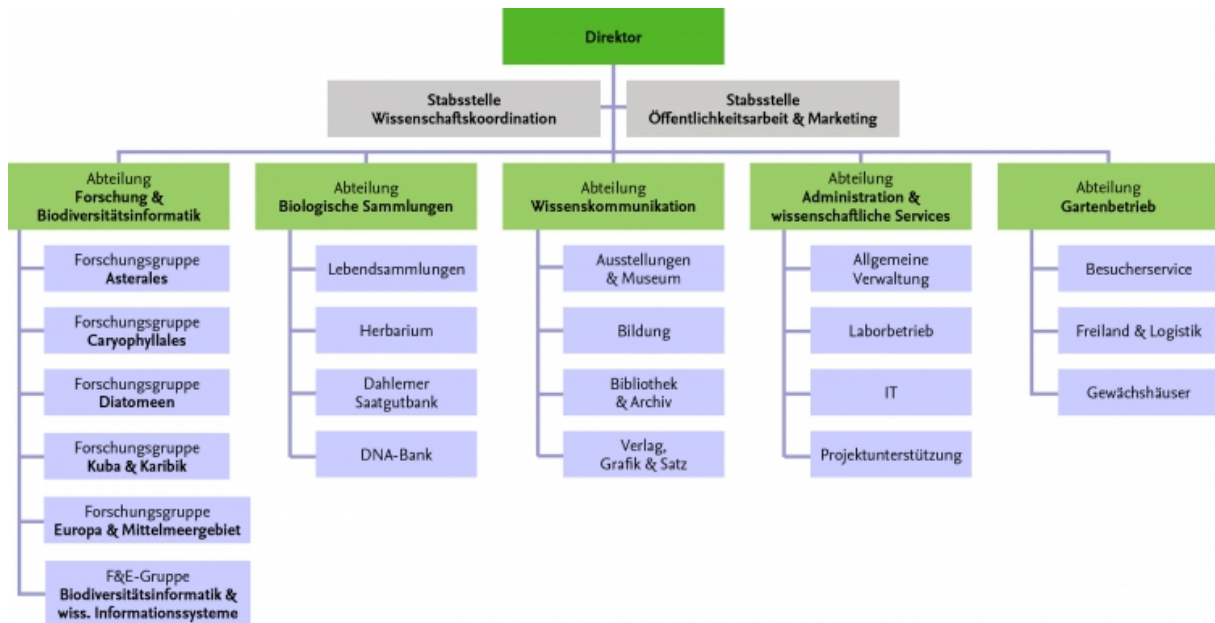 Direktor
Stabsstelle
Wissenschaftskoordination
Stabsstelle
Öffentlichkeitsarbeit & Marketing
Abteilung
Forschung &
Biodiversitätsinformatik
Forschungsgruppe
Asterales
Forschungsgruppe
Caryophyllales
Forschungsgruppe
Diatomeen
Forschungsgruppe
Kuba & Karibik
Forschungsgruppe
Europa & Mittelmeergebiet
F&E-Gruppe
Biodiversitätsinformatik &
wiss. Informationssysteme
Abteilung
Biologische Sammlungen
Lebendsammlungen
Herbarium
Dahlemer
Saatgutbank
DNA-Bank
Abteilung
Wissenskommunikation
Ausstellungen
& Museum
Bildung
Bibliothek
& Archiv
Verlag,
Grafik & Satz
Abteilung
Administration &
wissenschaftliche Services
Allgemeine
Verwaltung
Laborbetrieb
IT
Projektunterstützung
Abteilung
Gartenbetrieb
Besucherservice
Freiland & Logistik
Gewächshäuser